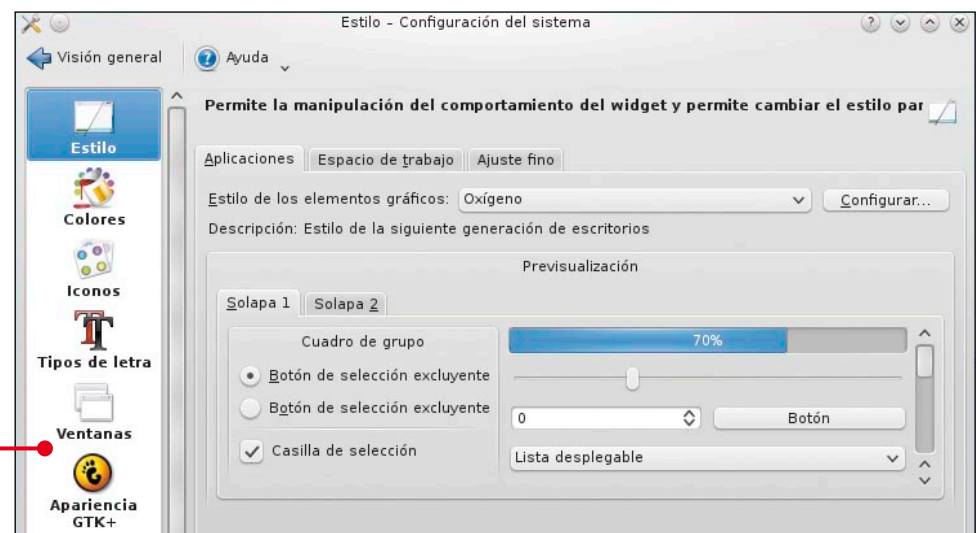 Estilo – Configuración del sistema
Visión general
Ayuda
Estilo
Colores
Iconos
Tipos de letra
Ventanas
Apariencia
GTK+
Permite la manipulación del comportamiento del widget y permite cambiar el estilo par
Aplicaciones Espacio de trabajo Ajuste fino
Estilo de los elementos gráficos: Oxígeno Configurar...
Descripción: Estilo de la siguiente generación de escritorios
Previsualización
Solapa 1 Solapa 2
Cuadro de grupo
Botón de selección excluyente
Botón de selección excluyente
Casilla de selección
70%
0
Botón
Lista desplegable